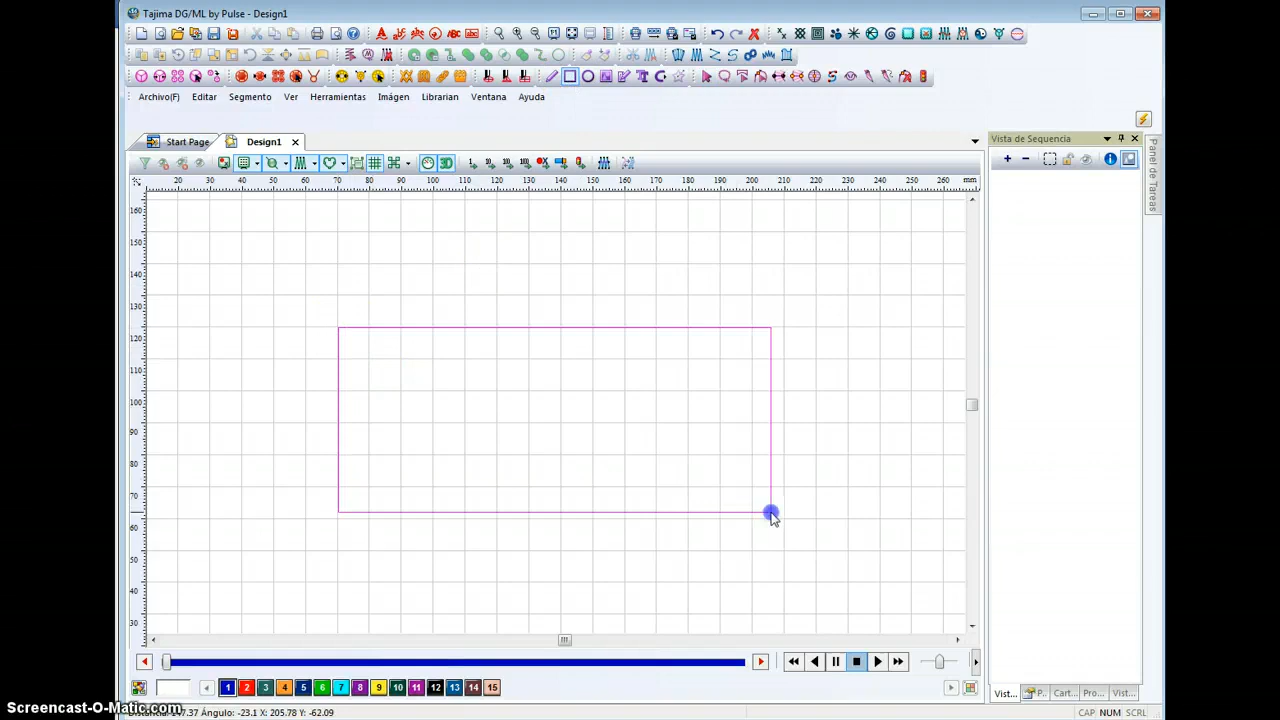 Tajima DG/ML by Pulse - Design1
Archivo(F) Editar Segmento Ver Herramientas Imágen Librarian Ventana Ayuda
Start Page Design1
Vista de Sequencia
Panel de Tareas
20 30 40 50 60 70 80 90 100 110 120 130 140 150 160 170 180 190 200 210 220 230 240 250 260 mm
160
150
140
130
120
110
100
90
80
70
60
50
40
30
1 2 3 4 5 6 7 8 9 10 11 12 13 14 15
Vist... P... Cart... Pro... Vist...
Distancia: 147.37 Ángulo: -23.1 X: 205.78 Y: -62.09
CAP NUM SCRL
Screencast-O-Matic.com